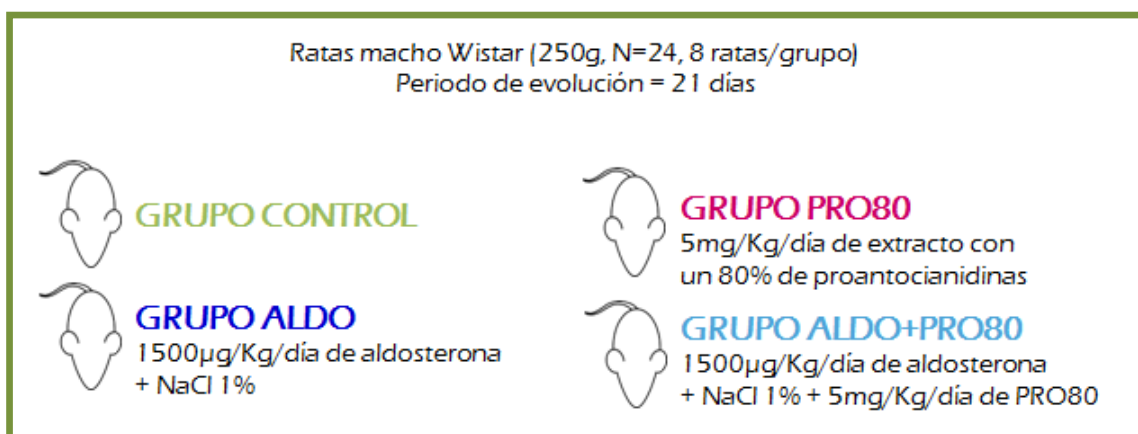 Ratas macho Wistar (250g, N=24, 8 ratas/grupo)
Periodo de evolución = 21 días
GRUPO CONTROL
GRUPO ALDO
1500µg/Kg/día de aldosterona
+ NaCl 1%
GRUPO PRO80
5mg/Kg/día de extracto con
un 80% de proantocianidinas
GRUPO ALDO+PRO80
1500µg/Kg/día de aldosterona
+ NaCl 1% + 5mg/Kg/día de PRO80